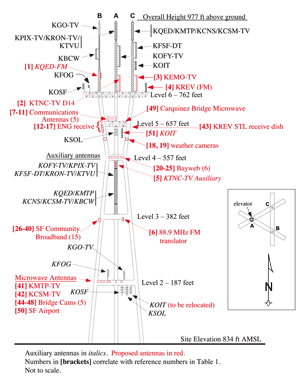 B A C
Overall Height 977 ft above ground
KGO-TV
KQED/KMTP/KCNS/KCSM-TV
KPIX-TV/KRON-TV/
KTVU
KFSF-DT
KBCW
KOFY-TV
[1] KQED-FM
KOIT
KFOG
[3] KEMO-TV
[4] KREV (FM)
KOSF
Level 6 – 762 feet
[2] KTNC-TV D14
[7-11] Communications
Antennas (5)
[49] Carquinez Bridge Microwave
[12-17] ENG receive
Level 5 – 657 feet
[43] KREV STL receive dish
KSOL
[51] KOIT
[18, 19] weather cameras
Level 4 – 557 feet
Auxiliary antennas
KOFY-TV/KPIX-TV
KFSF-DT/KRON-TV/KTVU
[20-25] Bayweb (6)
[5] KTNC-TV Auxiliary
KQED/KMTP
KCNS/KCSM-TV/KBCW
elevator
A B C
Level 3 – 382 feet
[26-40] SF Community
Broadband (15)
[6] 88.9 MHz FM
translator
KGO-TV
KFOG
Microwave Antennas
[41] KMTP-TV
[42] KCSM-TV
[44-48] Bridge Cams (5)
[50] SF Airport
Level 2 – 187 feet
KOSF
KOIT (to be relocated)
KSOL
N
Site Elevation 834 ft AMSL
Auxiliary antennas in italics. Proposed antennas in red.
Numbers in [brackets] correlate with reference numbers in Table 1.
Not to scale.